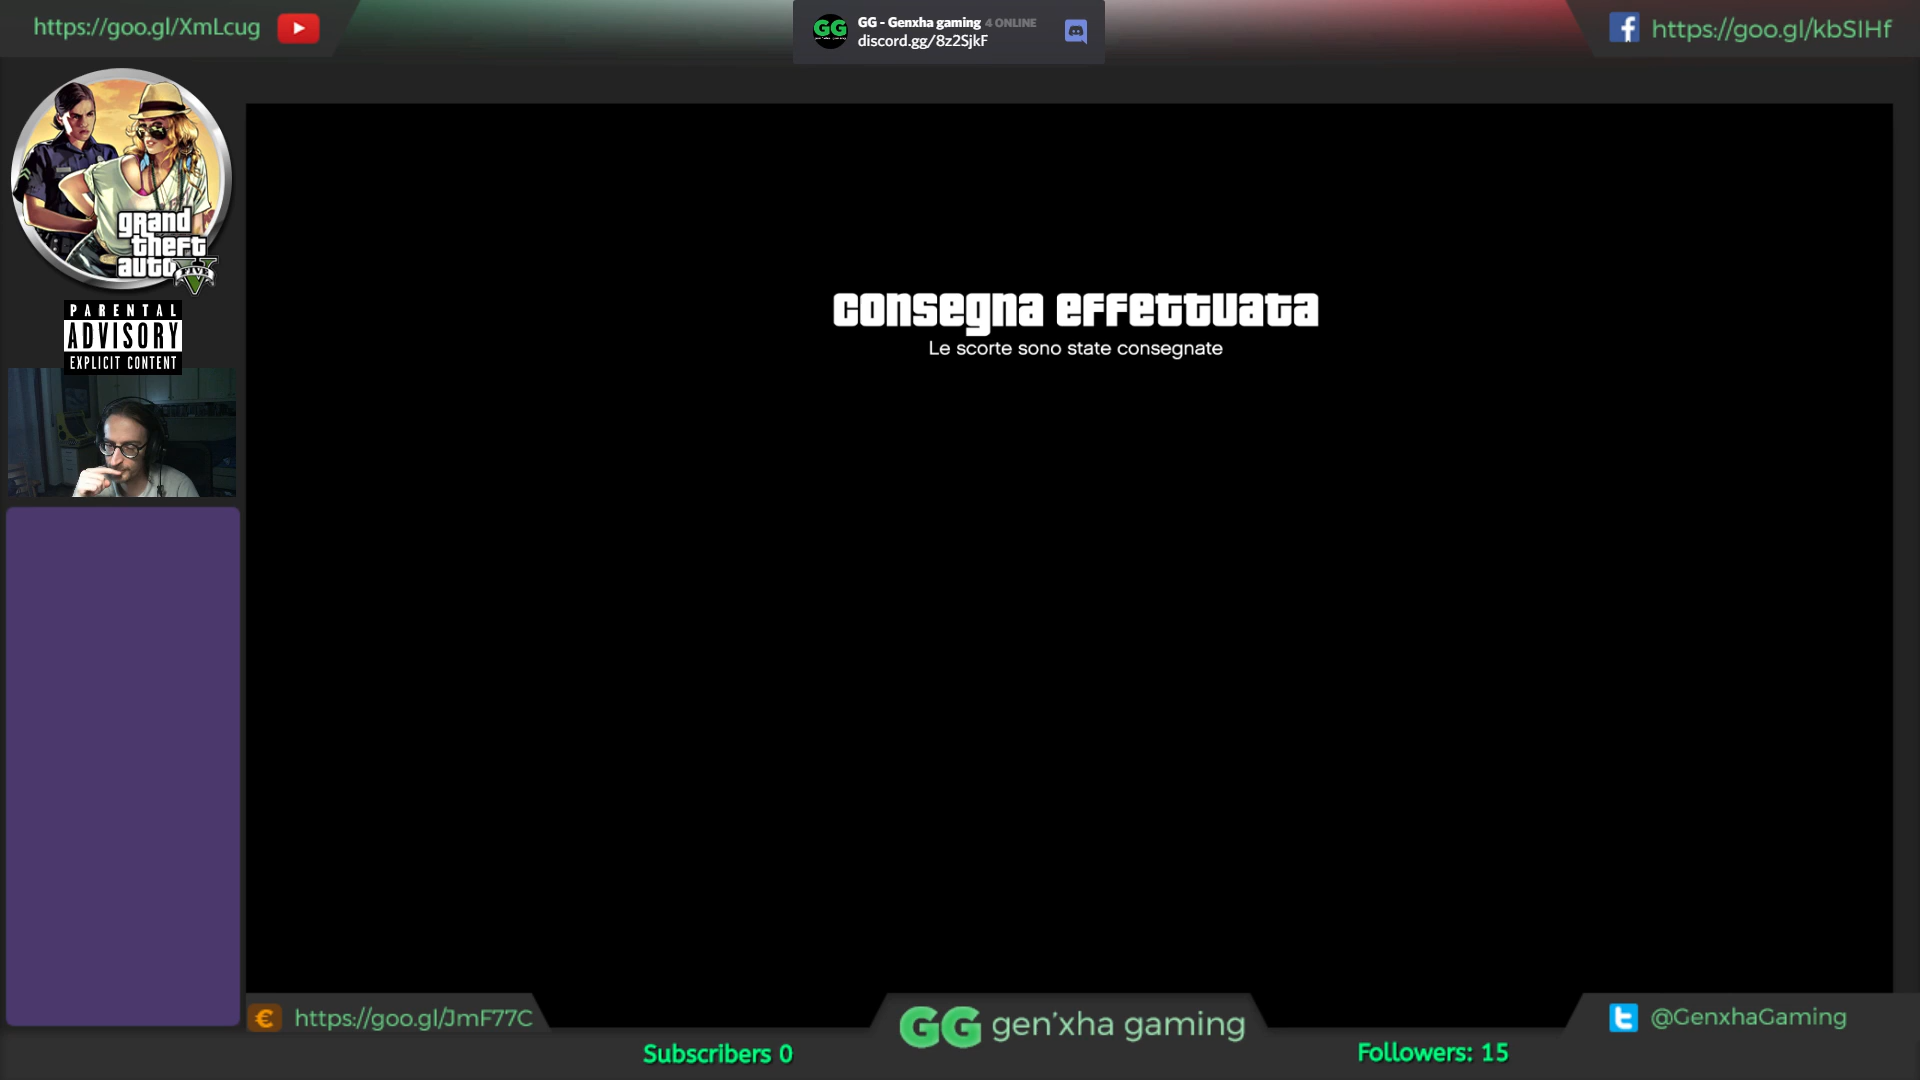 https://goo.gl/XmLcug
GG GG - Genxha gaming 4 ONLINE
discord.gg/8z2SjkF
https://goo.gl/kbSIHf
grand
theft
auto
FIVE
PARENTAL
ADVISORY
EXPLICIT CONTENT
consegna effettuata
Le scorte sono state consegnate
€ https://goo.gl/JmF77C
GG gen'xha gaming
@GenxhaGaming
Subscribers 0
Followers: 15